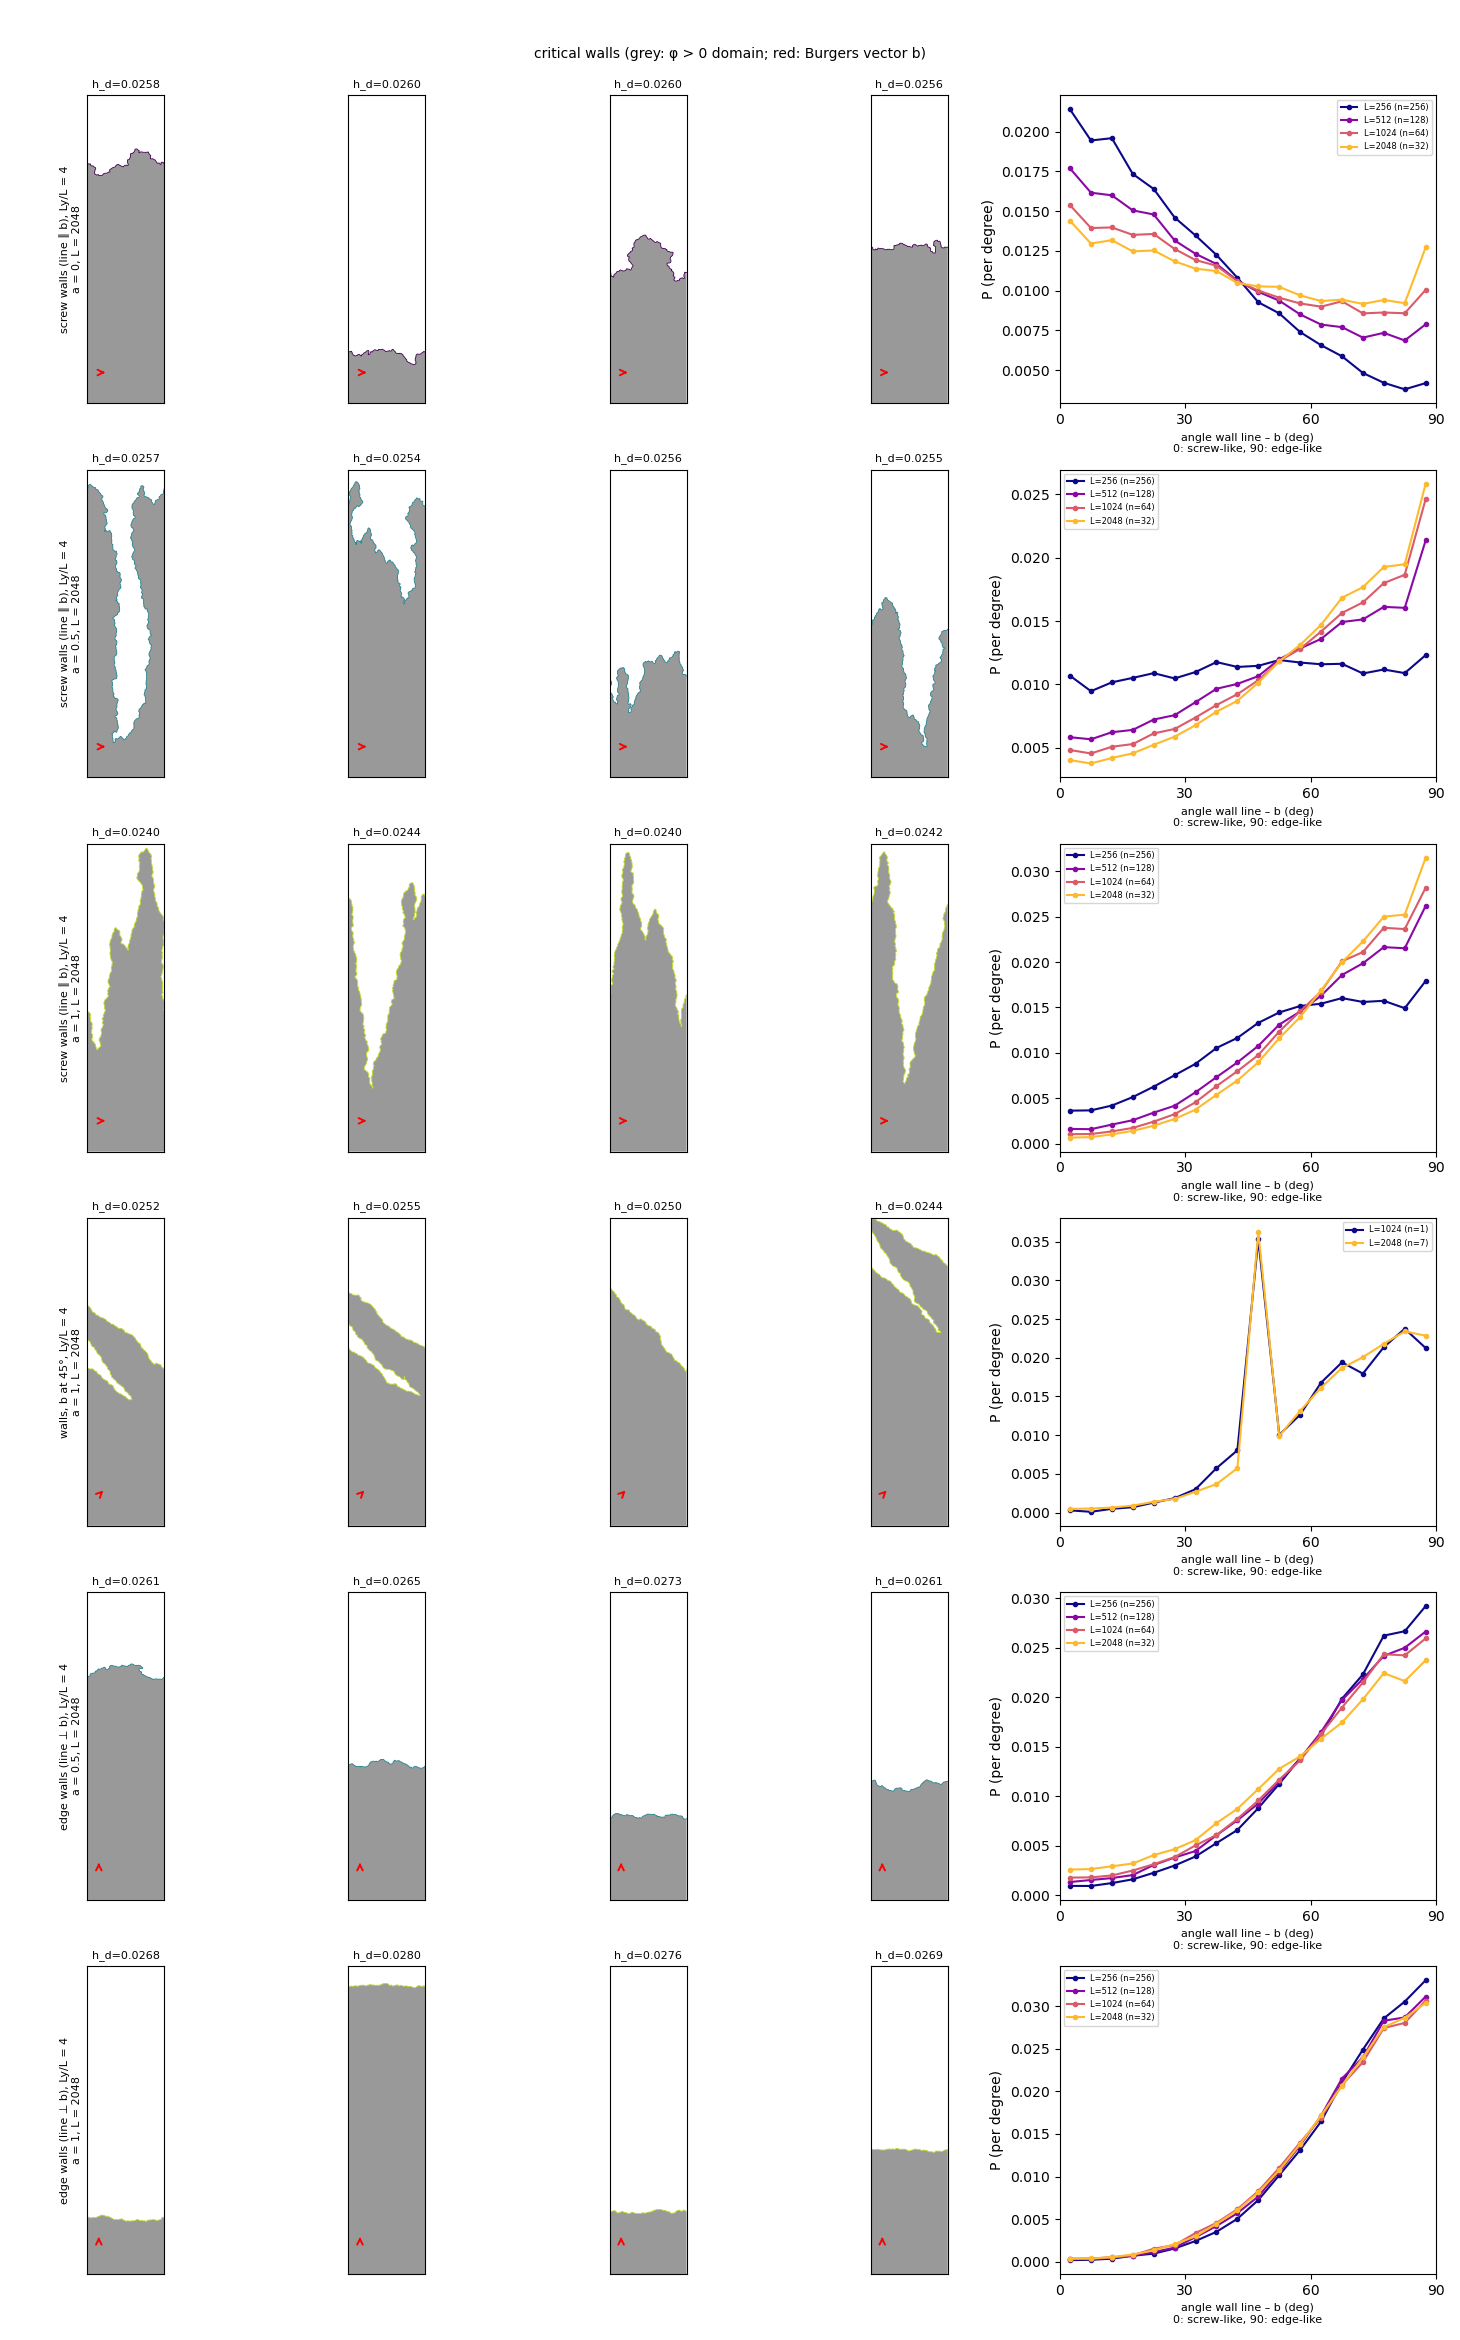 critical walls (grey: φ > 0 domain; red: Burgers vector b)
screw walls (line ∥ b), Ly/L = 4
a = 0, L = 2048
h_d=0.0258
h_d=0.0260
h_d=0.0260
h_d=0.0256
P (per degree)
0.0200
0.0175
0.0150
0.0125
0.0100
0.0075
0.0050
L=256 (n=256)
L=512 (n=128)
L=1024 (n=64)
L=2048 (n=32)
0 30 60 90
angle wall line – b (deg)
0: screw-like, 90: edge-like
screw walls (line ∥ b), Ly/L = 4
a = 0.5, L = 2048
h_d=0.0257
h_d=0.0254
h_d=0.0256
h_d=0.0255
P (per degree)
0.025
0.020
0.015
0.010
0.005
L=256 (n=256)
L=512 (n=128)
L=1024 (n=64)
L=2048 (n=32)
0 30 60 90
angle wall line – b (deg)
0: screw-like, 90: edge-like
screw walls (line ∥ b), Ly/L = 4
a = 1, L = 2048
h_d=0.0240
h_d=0.0244
h_d=0.0240
h_d=0.0242
P (per degree)
0.030
0.025
0.020
0.015
0.010
0.005
0.000
L=256 (n=256)
L=512 (n=128)
L=1024 (n=64)
L=2048 (n=32)
0 30 60 90
angle wall line – b (deg)
0: screw-like, 90: edge-like
walls, b at 45°, Ly/L = 4
a = 1, L = 2048
h_d=0.0252
h_d=0.0255
h_d=0.0250
h_d=0.0244
P (per degree)
0.035
0.030
0.025
0.020
0.015
0.010
0.005
0.000
L=1024 (n=1)
L=2048 (n=7)
0 30 60 90
angle wall line – b (deg)
0: screw-like, 90: edge-like
edge walls (line ⊥ b), Ly/L = 4
a = 0.5, L = 2048
h_d=0.0261
h_d=0.0265
h_d=0.0273
h_d=0.0261
P (per degree)
0.030
0.025
0.020
0.015
0.010
0.005
0.000
L=256 (n=256)
L=512 (n=128)
L=1024 (n=64)
L=2048 (n=32)
0 30 60 90
angle wall line – b (deg)
0: screw-like, 90: edge-like
edge walls (line ⊥ b), Ly/L = 4
a = 1, L = 2048
h_d=0.0268
h_d=0.0280
h_d=0.0276
h_d=0.0269
P (per degree)
0.030
0.025
0.020
0.015
0.010
0.005
0.000
L=256 (n=256)
L=512 (n=128)
L=1024 (n=64)
L=2048 (n=32)
0 30 60 90
angle wall line – b (deg)
0: screw-like, 90: edge-like